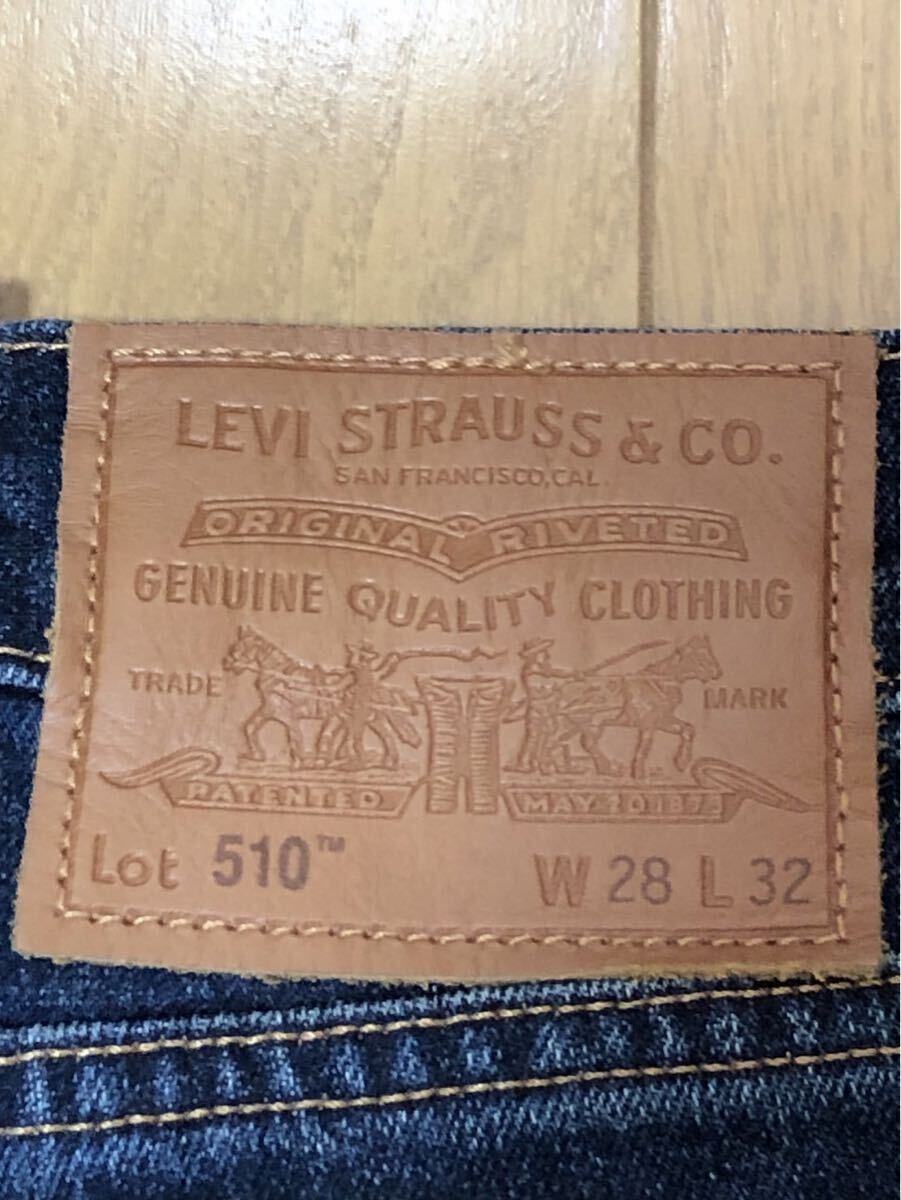 LEVI STRAUSS & CO.
SAN FRANCISCO, CAL.
ORIGINAL RIVETED
GENUINE QUALITY CLOTHING
TRADE MARK
PATENTED MAY 20 1873
Lot 510™ W 28 L 32